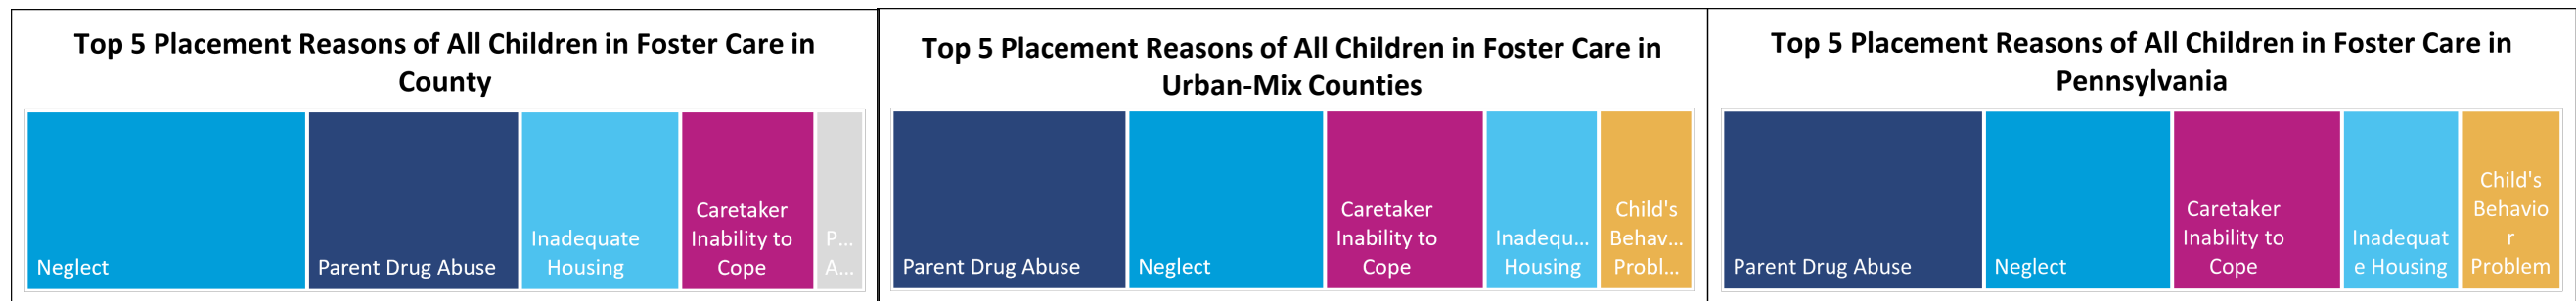 Top 5 Placement Reasons of All Children in Foster Care in
County
Neglect
Parent Drug Abuse
Inadequate
Housing
Caretaker
Inability to
Cope
P...
A...
Top 5 Placement Reasons of All Children in Foster Care in
Urban-Mix Counties
Parent Drug Abuse
Neglect
Caretaker
Inability to
Cope
Inadequ...
Housing
Child's
Behav...
Probl...
Top 5 Placement Reasons of All Children in Foster Care in
Pennsylvania
Parent Drug Abuse
Neglect
Caretaker
Inability to
Cope
Inadequat
e Housing
Child's
Behavio
r
Problem